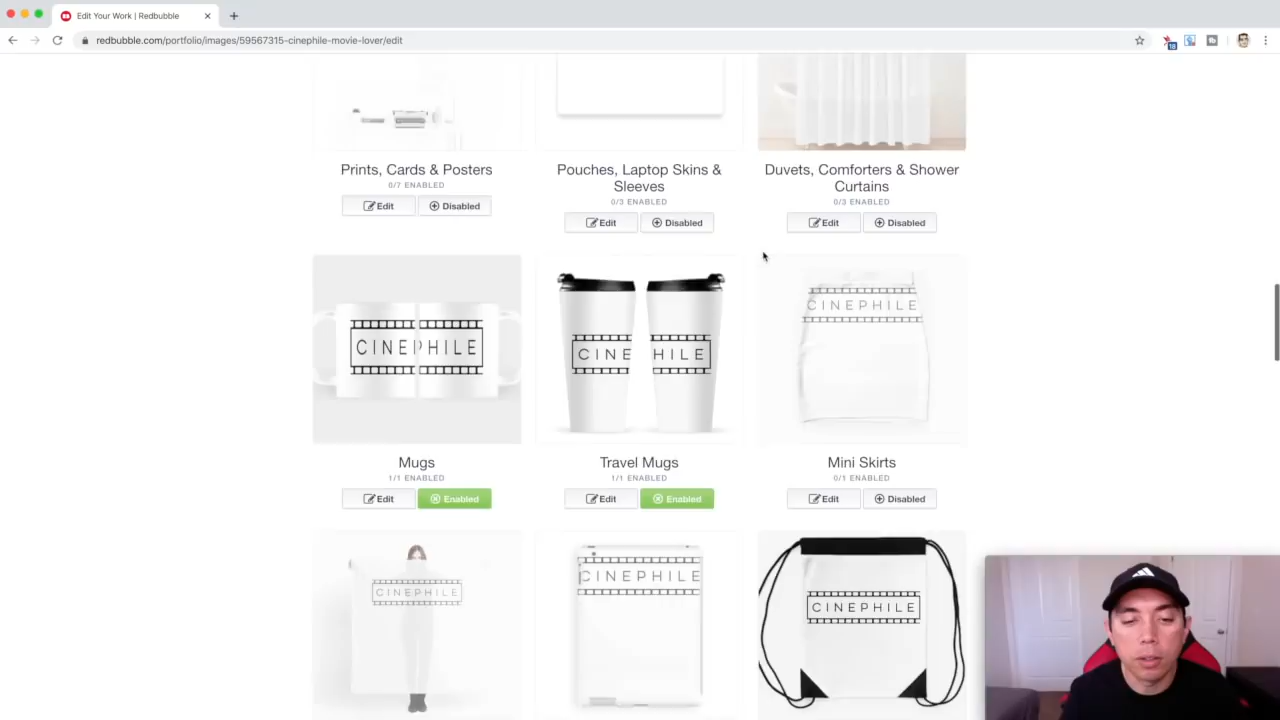 Edit Your Work | Redbubble
redbubble.com/portfolio/images/59567315-cinephile-movie-lover/edit
18
Prints, Cards & Posters
0/7 ENABLED
Edit
Disabled
Pouches, Laptop Skins &
Sleeves
0/3 ENABLED
Edit
Disabled
Duvets, Comforters & Shower
Curtains
0/3 ENABLED
Edit
Disabled
CINEPHILE
CINE
PHILE
CINEPHILE
Mugs
1/1 ENABLED
Edit
Enabled
Travel Mugs
1/1 ENABLED
Edit
Enabled
Mini Skirts
0/1 ENABLED
Edit
Disabled
CINEPHILE
CINEPHILE
CINEPHILE